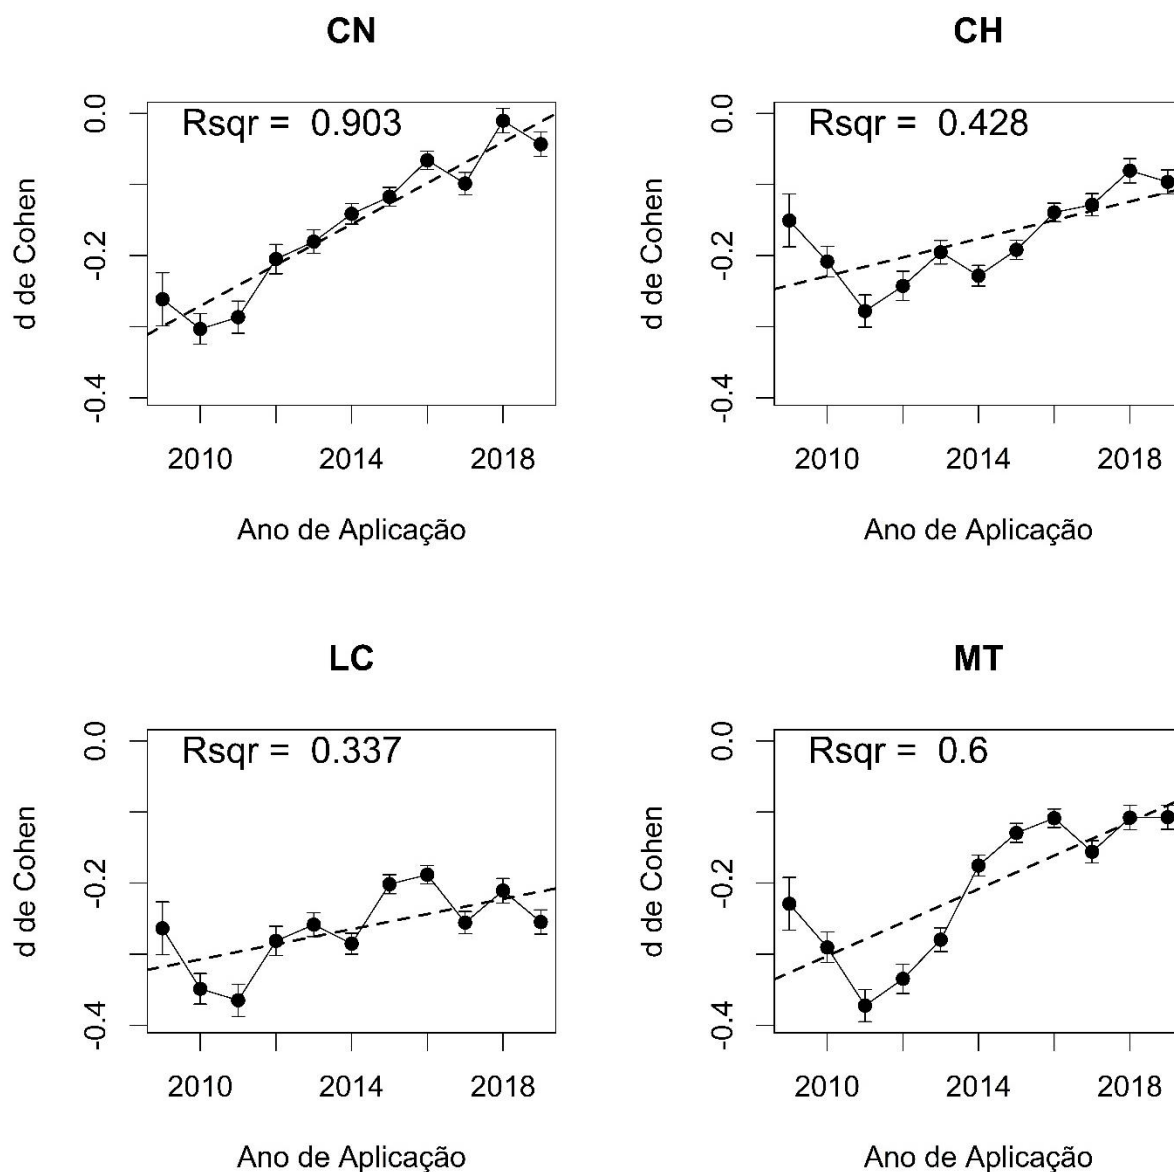 CN
Rsqr = 0.903
d de Cohen
0.0
-0.2
-0.4
2010 2014 2018
Ano de Aplicação
CH
Rsqr = 0.428
d de Cohen
0.0
-0.2
-0.4
2010 2014 2018
Ano de Aplicação
LC
Rsqr = 0.337
d de Cohen
0.0
-0.2
-0.4
2010 2014 2018
Ano de Aplicação
MT
Rsqr = 0.6
d de Cohen
0.0
-0.2
-0.4
2010 2014 2018
Ano de Aplicação